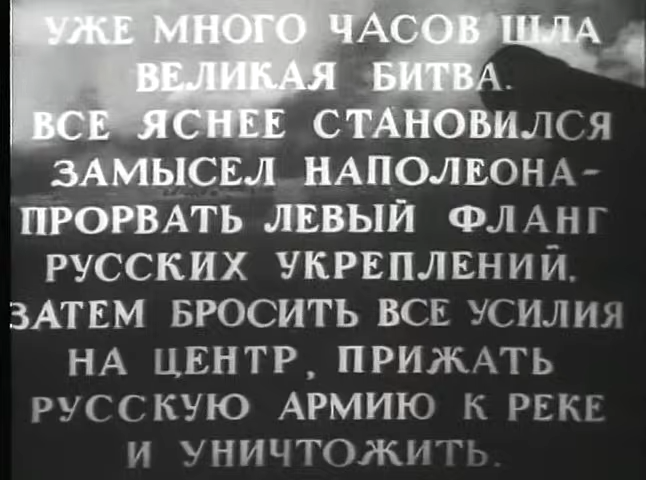 УЖЕ МНОГО ЧАСОВ ШЛА
ВЕЛИКАЯ БИТВА.
ВСЕ ЯСНЕЕ СТАНОВИЛСЯ
ЗАМЫСЕЛ НАПОЛЕОНА-
ПРОРВАТЬ ЛЕВЫЙ ФЛАНГ
РУССКИХ УКРЕПЛЕНИЙ.
ЗАТЕМ БРОСИТЬ ВСЕ УСИЛИЯ
НА ЦЕНТР, ПРИЖАТЬ
РУССКУЮ АРМИЮ К РЕКЕ
И УНИЧТОЖИТЬ.